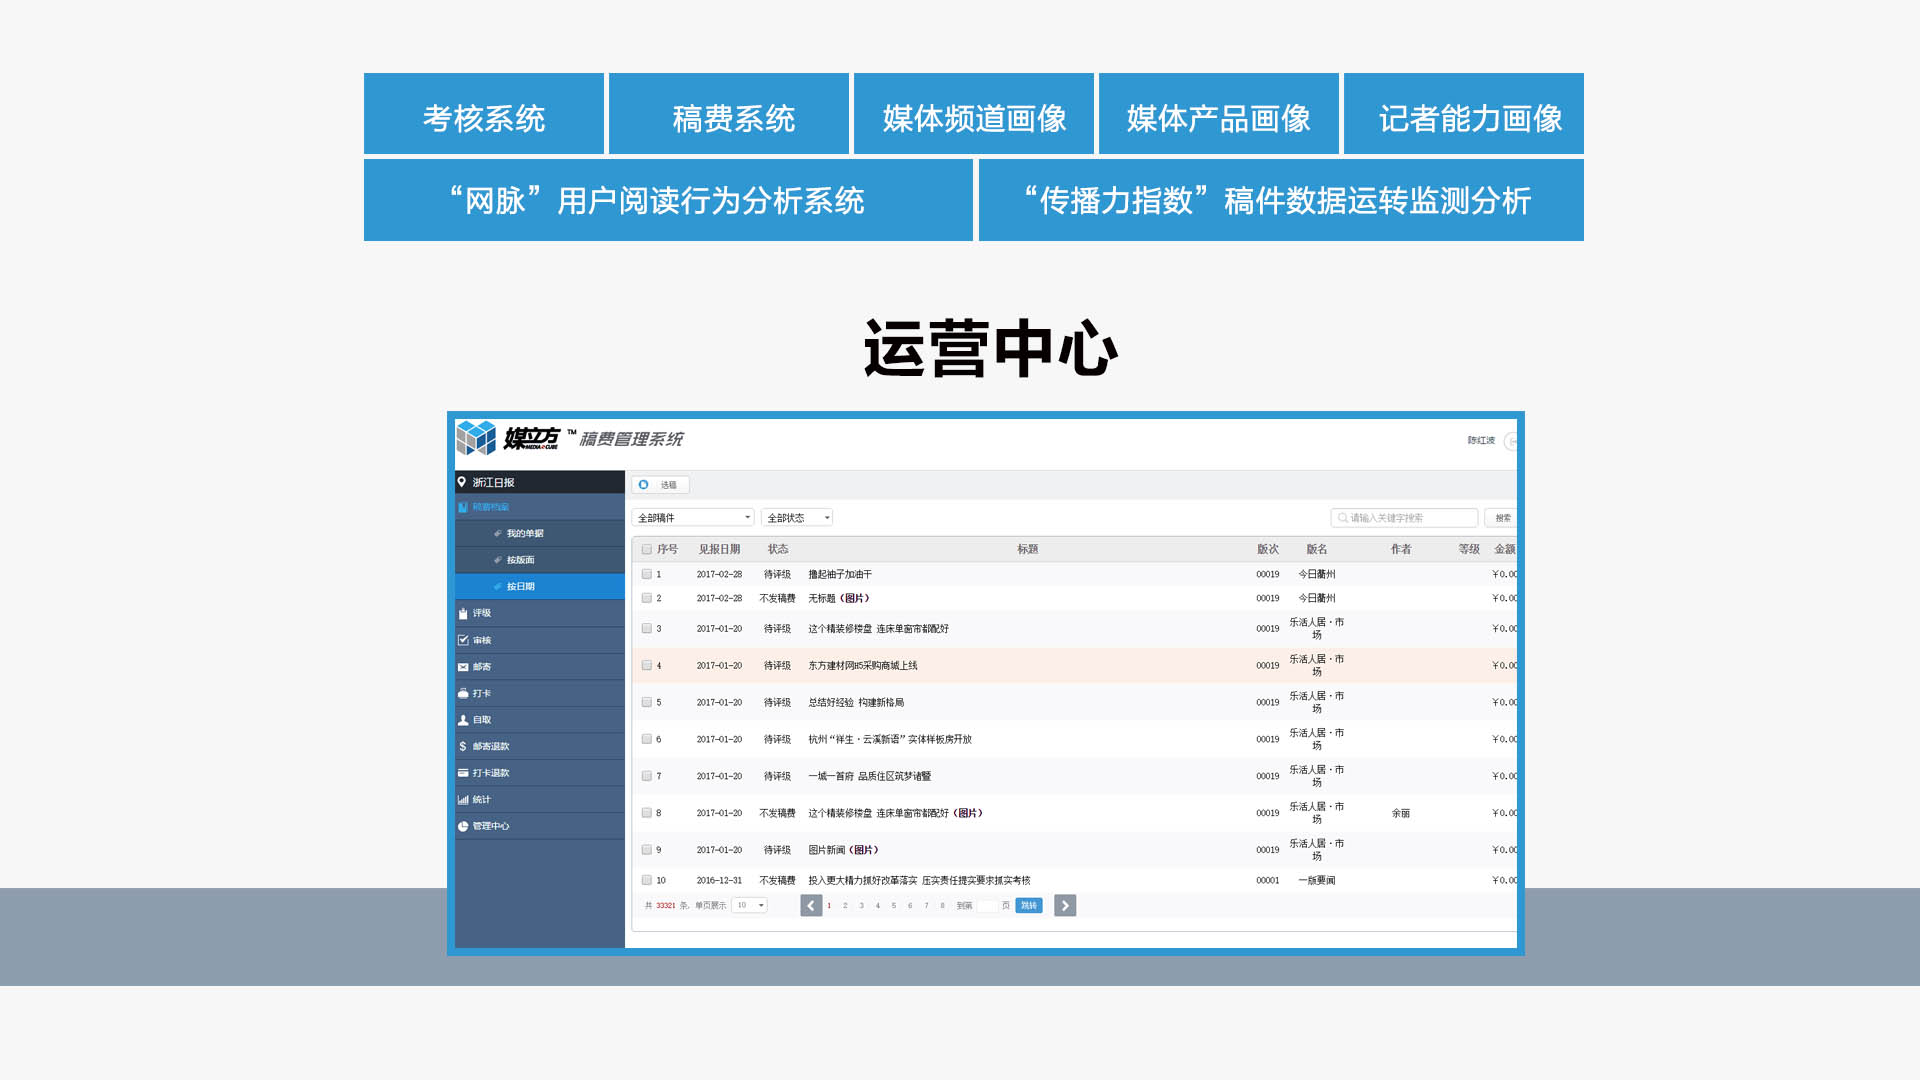 考核系统 稿费系统 媒体频道画像 媒体产品画像 记者能力画像
“网脉”用户阅读行为分析系统 “传播力指数”稿件数据运转监测分析
运营中心
媒立方 TM 稿费管理系统 陈红波
MEDIA CUBE
浙江日报 选稿
稿费档案
我的单据
按版面
按日期
评级
审核
邮寄
打卡
自取
邮寄退款
打卡退款
统计
管理中心
全部稿件 全部状态 请输入关键字搜索 搜索
序号 见报日期 状态 标题 版次 版名 作者 等级 金额
1 2017-02-28 待评级 撸起袖子加油干 00019 今日衢州 ¥0.00
2 2017-02-28 不发稿费 无标题（图片） 00019 今日衢州 ¥0.00
3 2017-01-20 待评级 这个精装修楼盘 连床单窗帘都配好 00019 乐活人居·市场 ¥0.00
4 2017-01-20 待评级 东方建材网H5采购商城上线 00019 乐活人居·市场 ¥0.00
5 2017-01-20 待评级 总结好经验 构建新格局 00019 乐活人居·市场 ¥0.00
6 2017-01-20 待评级 杭州“祥生·云溪新语”实体样板房开放 00019 乐活人居·市场 ¥0.00
7 2017-01-20 待评级 一城一首府 品质住区筑梦诸暨 00019 乐活人居·市场 ¥0.00
8 2017-01-20 不发稿费 这个精装修楼盘 连床单窗帘都配好（图片） 00019 乐活人居·市场 余丽 ¥0.00
9 2017-01-20 待评级 图片新闻（图片） 00019 乐活人居·市场 ¥0.00
10 2016-12-31 不发稿费 投入更大精力抓好改革落实 压实责任提实要求抓实考核 00001 一版要闻 ¥0.00
共 33321 条, 单页展示 10 1 2 3 4 5 6 7 8 到第 页 跳转